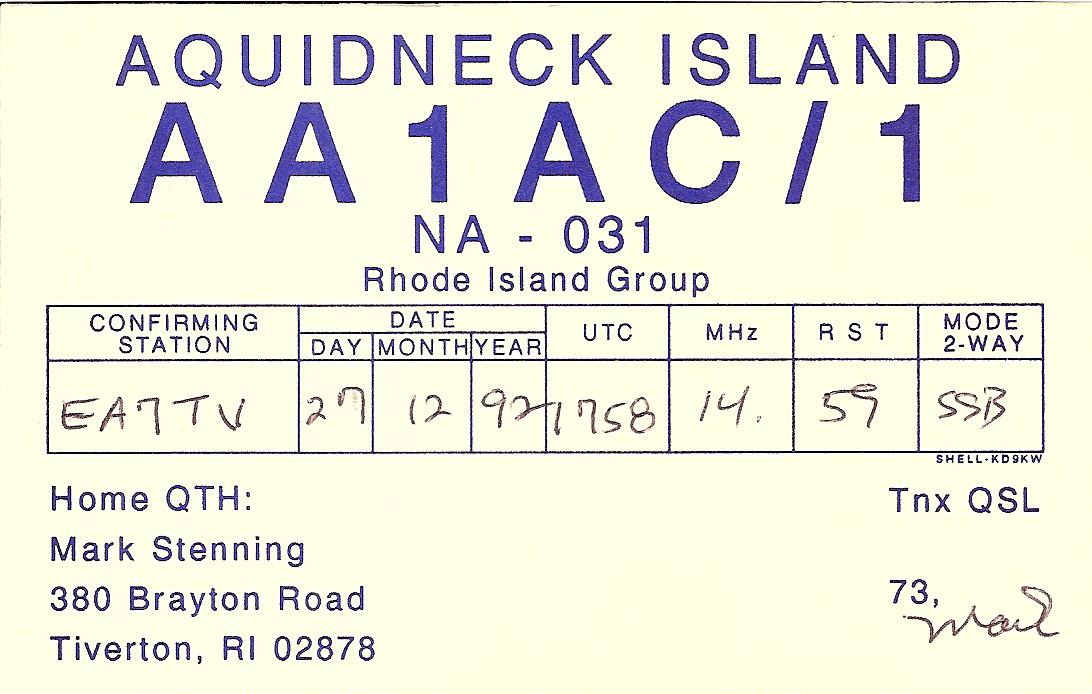 AQUIDNECK ISLAND
AA1AC/1
NA - 031
Rhode Island Group
CONFIRMING STATION DATE UTC MHz R S T MODE 2-WAY
DAY MONTH YEAR
EA7TV 27 12 92 1758 14. 59 SSB
SHELL-KD9KW
Home QTH: Tnx QSL
Mark Stenning
380 Brayton Road 73, Mark
Tiverton, RI 02878